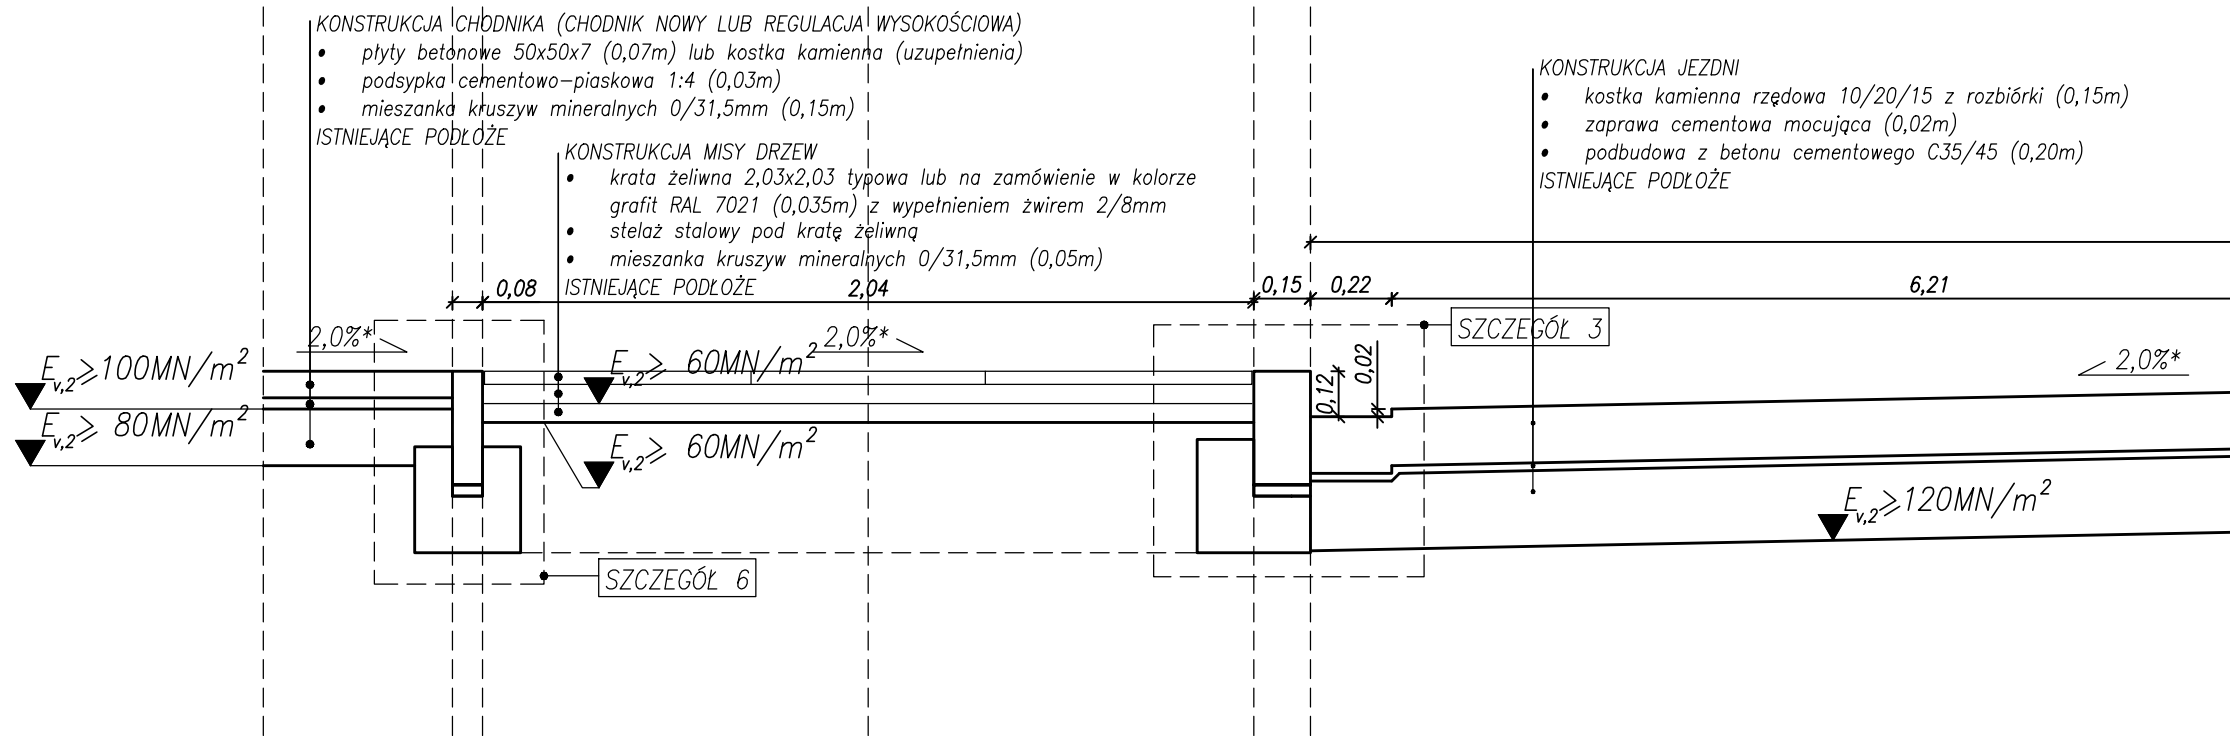 KONSTRUKCJA CHODNIKA (CHODNIK NOWY LUB REGULACJA WYSOKOŚCIOWA)
• płyty betonowe 50x50x7 (0,07m) lub kostka kamienna (uzupełnienia)
• podsypka cementowo-piaskowa 1:4 (0,03m)
• mieszanka kruszyw mineralnych 0/31,5mm (0,15m)
ISTNIEJĄCE PODŁOŻE
KONSTRUKCJA MISY DRZEW
• krata żeliwna 2,03x2,03 typowa lub na zamówienie w kolorze
grafit RAL 7021 (0,035m) z wypełnieniem żwirem 2/8mm
• stelaż stalowy pod kratę żeliwną
• mieszanka kruszyw mineralnych 0/31,5mm (0,05m)
ISTNIEJĄCE PODŁOŻE
KONSTRUKCJA JEZDNI
• kostka kamienna rzędowa 10/20/15 z rozbiórki (0,15m)
• zaprawa cementowa mocująca (0,02m)
• podbudowa z betonu cementowego C35/45 (0,20m)
ISTNIEJĄCE PODŁOŻE
0,08
2,04
0,15
0,22
6,21
2,0%*
2,0%*
SZCZEGÓŁ 3
0,12
0,02
2,0%*
Ev,2⩾100MN/m²
Ev,2⩾ 60MN/m²
Ev,2⩾ 80MN/m²
Ev,2⩾ 60MN/m²
Ev,2⩾120MN/m²
SZCZEGÓŁ 6